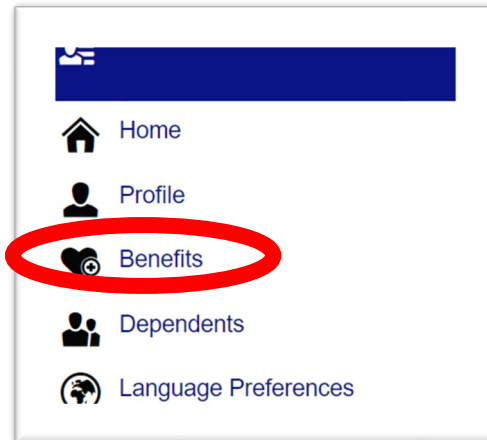 Home
Profile
Benefits
Dependents
Language Preferences